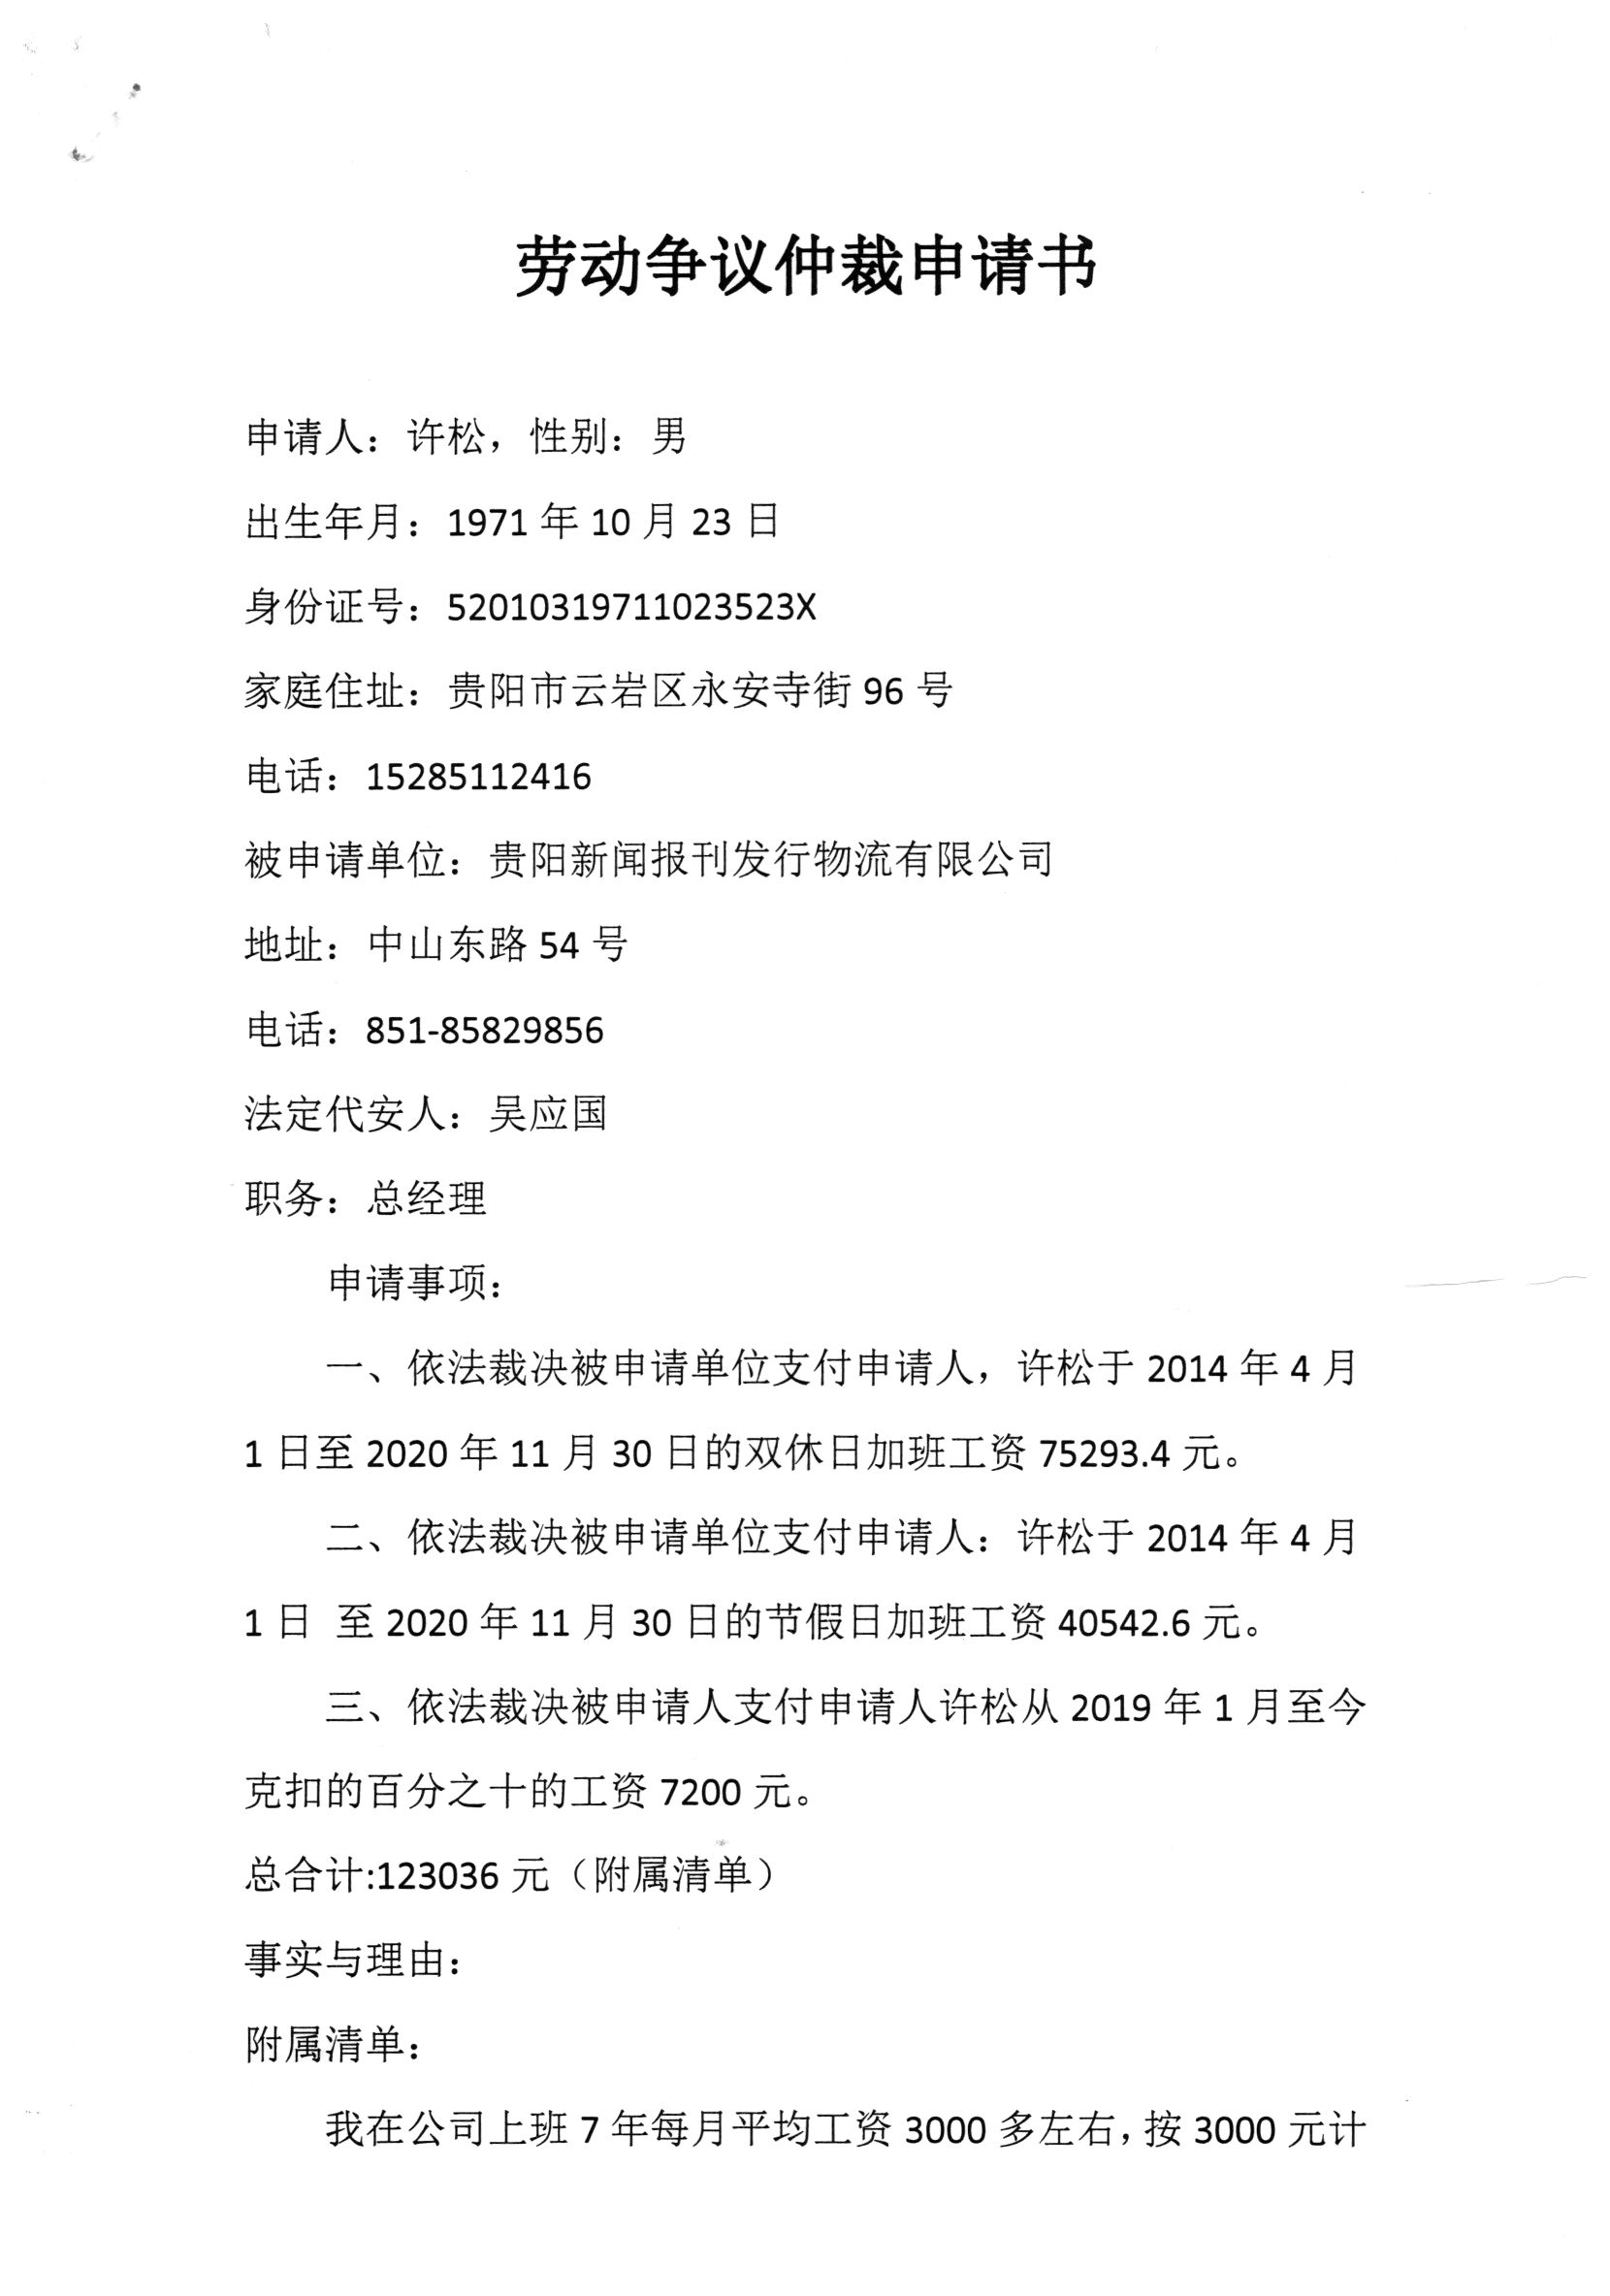 劳动争议仲裁申请书
申请人：许松，性别：男
出生年月：1971 年 10 月 23 日
身份证号：52010319711023523X
家庭住址：贵阳市云岩区永安寺街 96 号
电话：15285112416
被申请单位：贵阳新闻报刊发行物流有限公司
地址：中山东路 54 号
电话：851-85829856
法定代安人：吴应国
职务：总经理
申请事项：
一、依法裁决被申请单位支付申请人，许松于 2014 年 4 月
1 日至 2020 年 11 月 30 日的双休日加班工资 75293.4 元。
二、依法裁决被申请单位支付申请人：许松于 2014 年 4 月
1 日 至 2020 年 11 月 30 日的节假日加班工资 40542.6 元。
三、依法裁决被申请人支付申请人许松从 2019 年 1 月至今
克扣的百分之十的工资 7200 元。
总合计:123036 元（附属清单）
事实与理由：
附属清单：
我在公司上班 7 年每月平均工资 3000 多左右，按 3000 元计